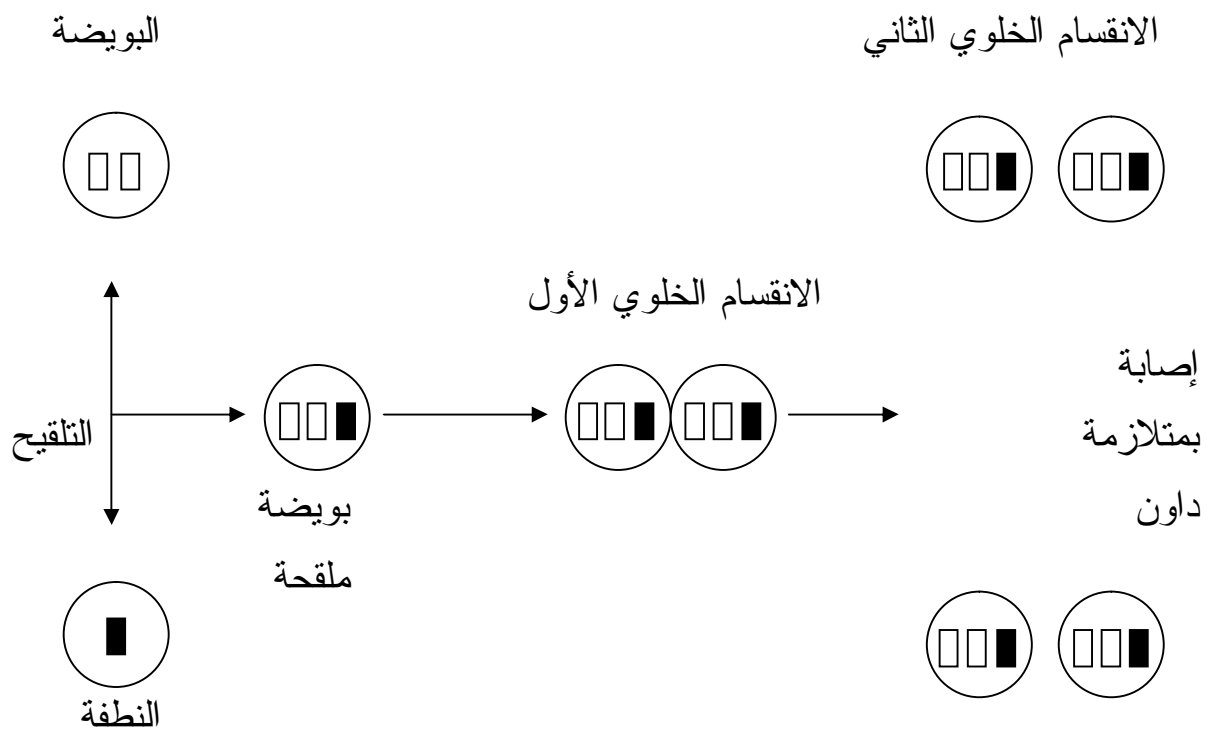 الانقسام الخلوي الثاني
البويضة
الانقسام الخلوي الأول
إصابة
بمتلازمة
داون
التلقيح
بويضة
ملقحة
النطفة